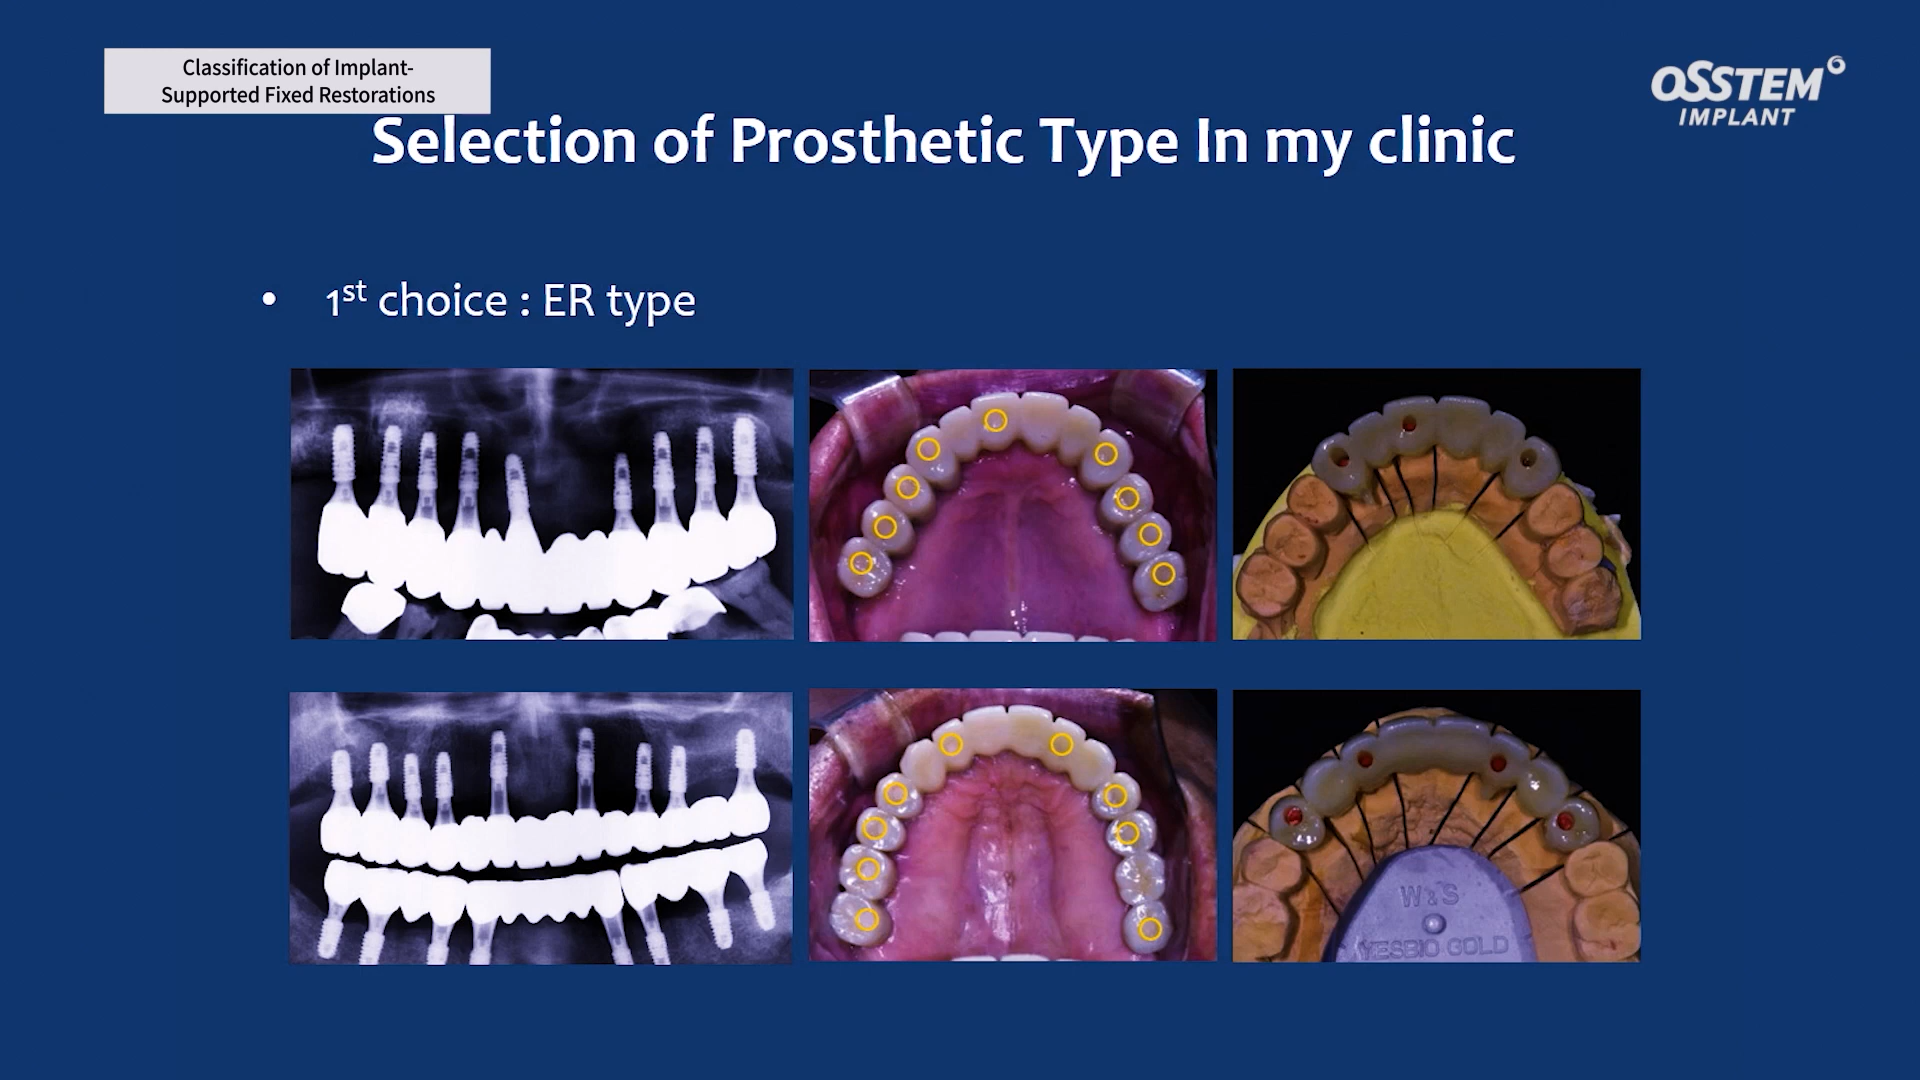 Classification of Implant-
Supported Fixed Restorations
OSSTEM
IMPLANT
Selection of Prosthetic Type In my clinic
• 1st choice : ER type
W&S
YESBIO GOLD